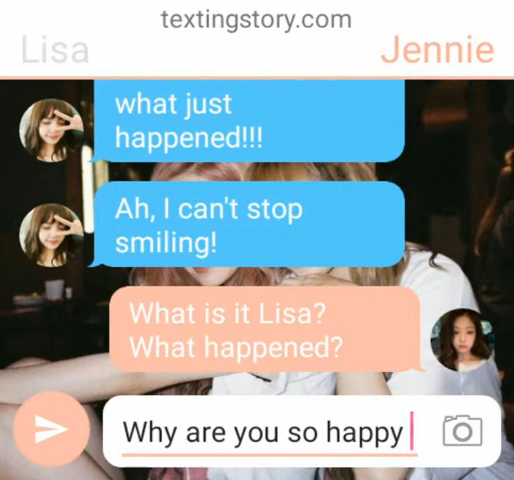 textingstory.com
Lisa
Jennie
what just
happened!!!
Ah, I can't stop
smiling!
What is it Lisa?
What happened?
Why are you so happy